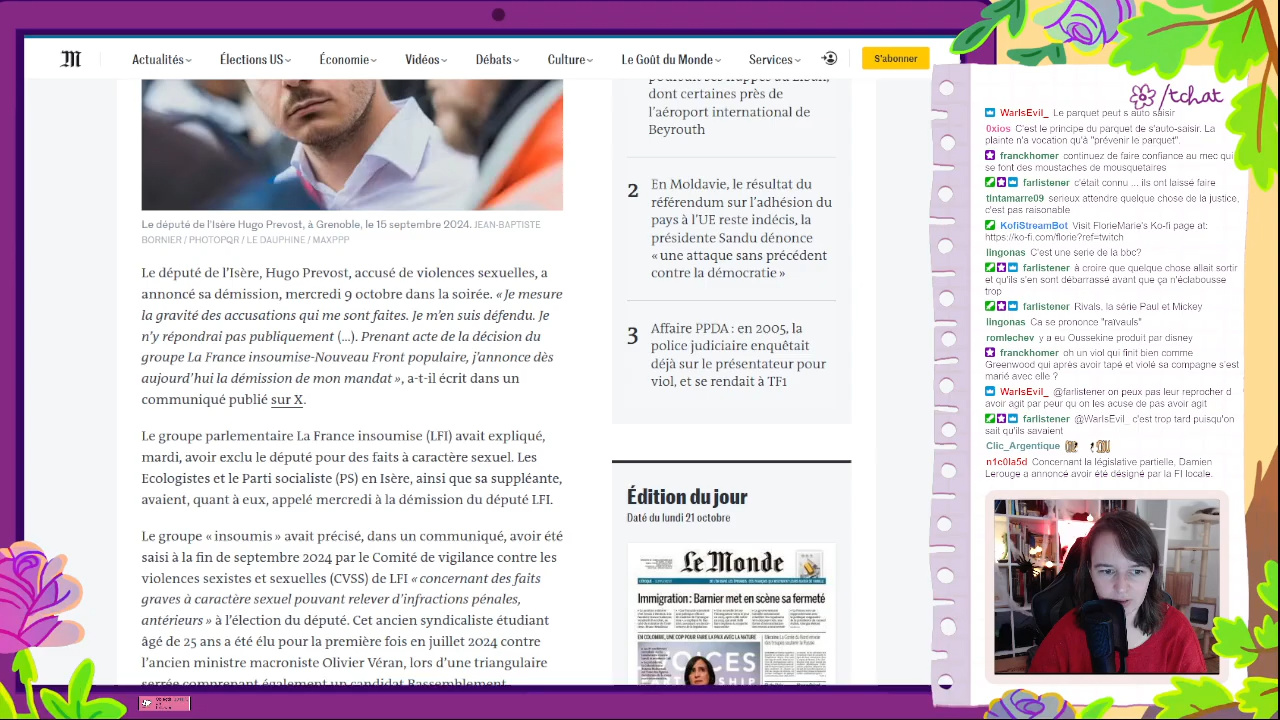 M
Actualités
Élections US
Économie
Vidéos
Débats
Culture
Le Goût du Monde
Services
S'abonner
Le député de l'Isère Hugo Prevost, à Grenoble, le 15 septembre 2024. JEAN-BAPTISTE
BORNIER / PHOTOPQR / LE DAUPHINE / MAXPPP
Le député de l'Isère, Hugo Prevost, accusé de violences sexuelles, a
annoncé sa démission, mercredi 9 octobre dans la soirée. « Je mesure
la gravité des accusations qui me sont faites. Je m'en suis défendu. Je
n'y répondrai pas publiquement (…). Prenant acte de la décision du
groupe La France insoumise-Nouveau Front populaire, j'annonce dès
aujourd'hui la démission de mon mandat », a-t-il écrit dans un
communiqué publié sur X.
Le groupe parlementaire La France insoumise (LFI) avait expliqué,
mardi, avoir exclu le député pour des faits à caractère sexuel. Les
Ecologistes et le Parti socialiste (PS) en Isère, ainsi que sa suppléante,
avaient, quant à eux, appelé mercredi à la démission du député LFI.
Le groupe « insoumis » avait précisé, dans un communiqué, avoir été
saisi à la fin de septembre 2024 par le Comité de vigilance contre les
violences sexistes et sexuelles (CVSS) de LFI « concernant des faits
graves à caractère sexuel pouvant relever d'infractions pénales,
antérieurs » à l'élection du député. Cet ancien syndicaliste étudiant
âgé de 25 ans a été élu pour la première fois en juillet 2024 contre
l'ancien ministre macroniste Olivier Véran, lors d'une triangulaire
dont certaines près de
l'aéroport international de
Beyrouth
2
En Moldavie, le résultat du
référendum sur l'adhésion du
pays à l'UE reste indécis, la
présidente Sandu dénonce
« une attaque sans précédent
contre la démocratie »
3
Affaire PPDA : en 2005, la
police judiciaire enquêtait
déjà sur le présentateur pour
viol, et se rendait à TF1
Édition du jour
Daté du lundi 21 octobre
Le Monde
Immigration : Barnier met en scène sa fermeté
EN COLOMBIE, UNE COP POUR FAIRE LA PAIX AVEC LA NATURE
/tchat
WarIsEvil_ Le parquet peut s auto saisir
0xios C'est le principe du parquet de s'auto-saisir. La
plainte n'a vocation qu'à "prévenir le parquet".
franckhomer continuez de faire confiance au mec qui
se font des moustaches de mousquetaires
farlistener c'était connu ... ils ont laissé faire
tintamarre09 serieux attendre quelque chose de la justice,
c'est pas raisonable
KofiStreamBot Visit FlorieMarie's Ko-fi page at:
https://ko-fi.com/florie?ref=twitch
lingonas C'est une serie de la bbc?
farlistener à croire que quelque chose allait sortir
et qu'ils s'en sont débarrassé avant que ça n'éclabousse
trop
farlistener Rivals, la série Paul et Mickey
lingonas Ca se prononce "raïvauls"
romlechev y a eu Oussekine produit par disney
franckhomer oh un viol qui finit bien comme
Greenwood qui après avoir tapé et violé sa compagne s'est
marié avec elle ?
WarIsEvil_ @farlistener on peux pas leur reprocher d
avoir agit par peur qu on les acuse de pas avoir agit
farlistener @WarIsEvil_ c'est trop tard puisqu'on
sait qu'ils savaient
Clic_Argentique
n1c0la5d Concernant la législative partielle, Damien
Lerouge a annoncé avoir été désigné par la FI locale.